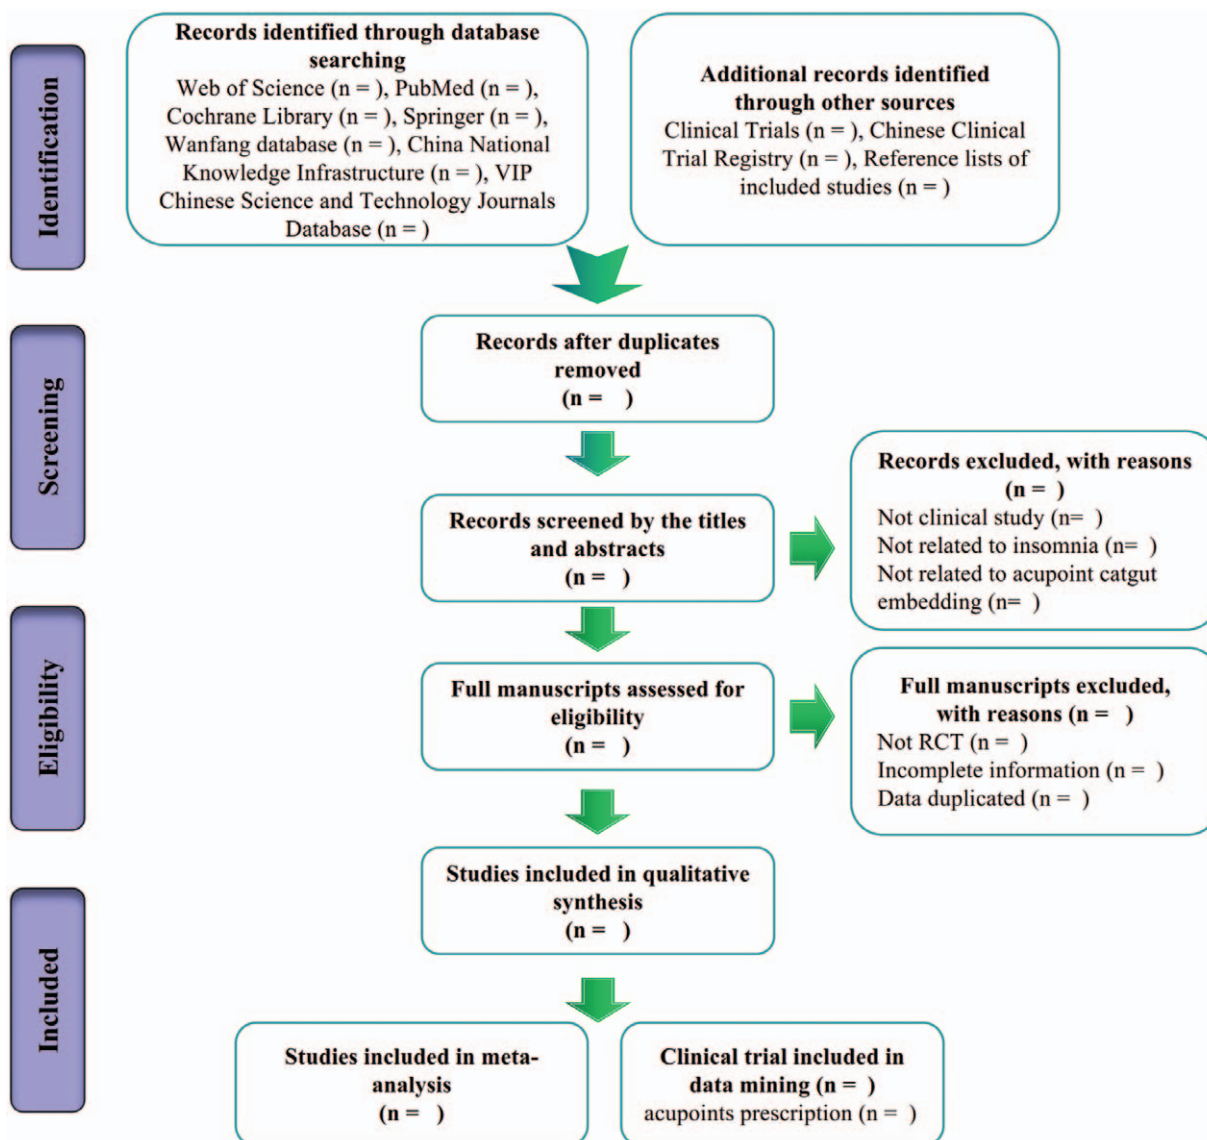 Identification
Records identified through database
searching
Web of Science (n = ), PubMed (n = ),
Cochrane Library (n = ), Springer (n = ),
Wanfang database (n = ), China National
Knowledge Infrastructure (n = ), VIP
Chinese Science and Technology Journals
Database (n = )
Additional records identified
through other sources
Clinical Trials (n = ), Chinese Clinical
Trial Registry (n = ), Reference lists of
included studies (n = )
Screening
Records after duplicates
removed
(n = )
Records screened by the titles
and abstracts
(n = )
Records excluded, with reasons
(n = )
Not clinical study (n= )
Not related to insomnia (n= )
Not related to acupoint catgut
embedding (n= )
Eligibility
Full manuscripts assessed for
eligibility
(n = )
Full manuscripts excluded,
with reasons (n = )
Not RCT (n = )
Incomplete information (n = )
Data duplicated (n = )
Included
Studies included in qualitative
synthesis
(n = )
Studies included in meta-
analysis
(n = )
Clinical trial included in
data mining (n = )
acupoints prescription (n = )